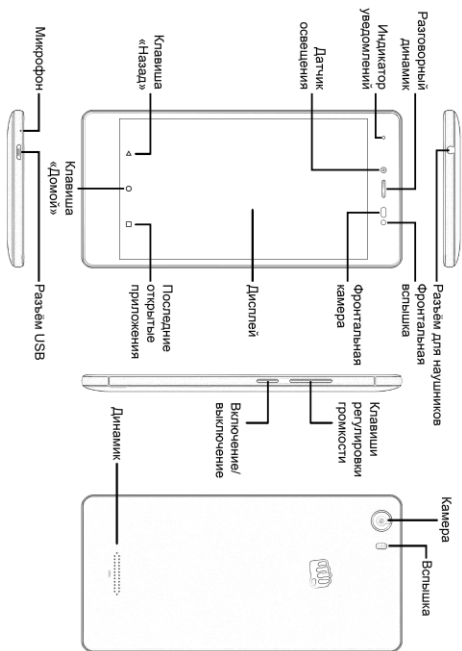 Разговорный
динамик
Индикатор
уведомлений
Датчик
освещения
Клавиша
«Назад»
Микрофон
Разъём для наушников
Фронтальная
вспышка
Фронтальная
камера
Дисплей
Последние
открытые
приложения
Клавиша
«Домой»
Разъём USB
Клавиши
регулировки
громкости
Включение/
выключение
Камера
Вспышка
Динамик